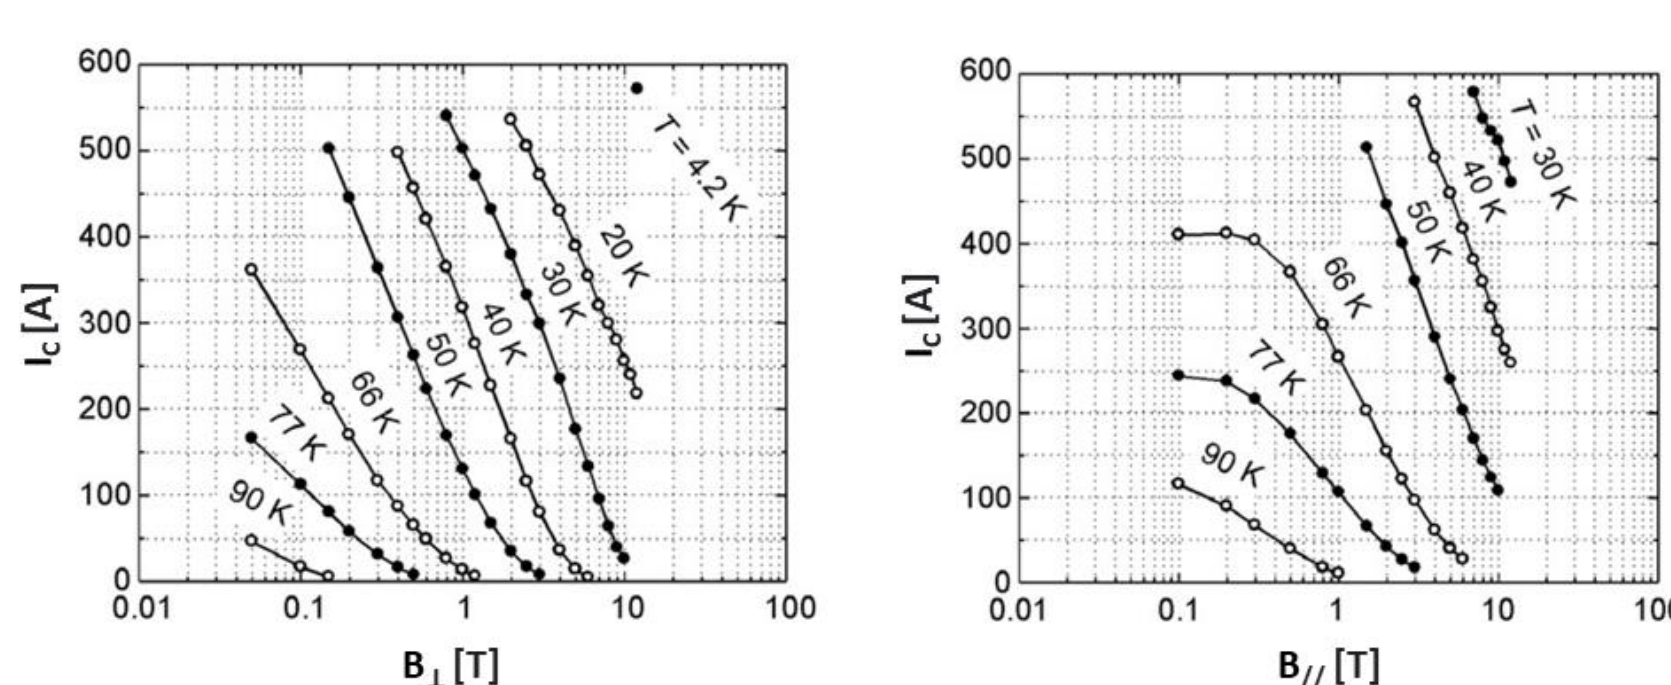 600
500
400
300
200
100
0
I_C [A]
T = 4.2 K
20 K
30 K
40 K
50 K
66 K
77 K
90 K
0.01
0.1
1
10
100
B⊥ [T]
600
500
400
300
200
100
0
I_C [A]
T = 30 K
40 K
50 K
66 K
77 K
90 K
0.01
0.1
1
10
B// [T]